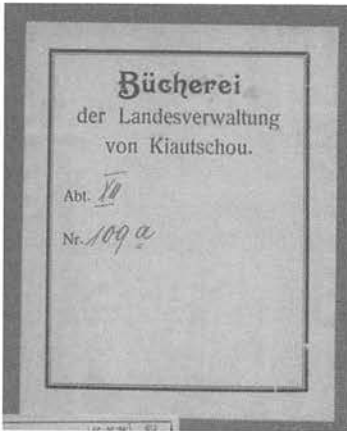 Bücherei
der Landesverwaltung
von Kiautschou.
Abt. XII
Nr. 109 a